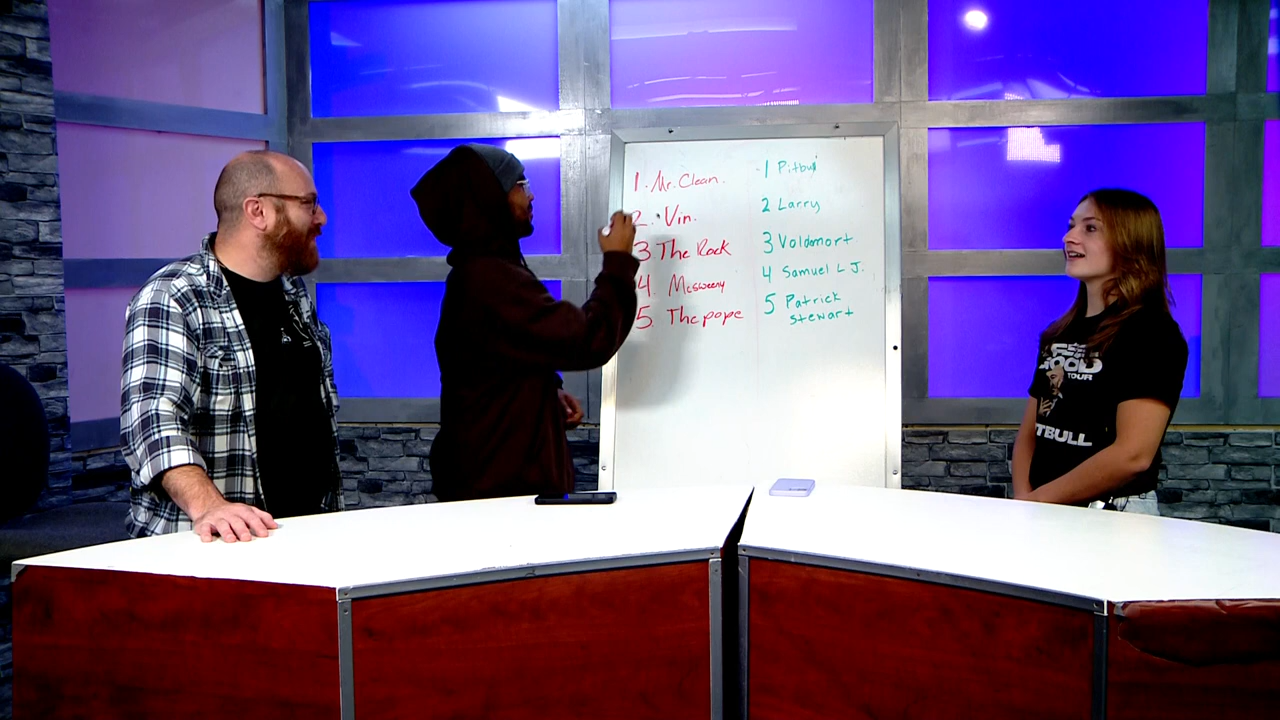 1. Mr. Clean.
2. Vin.
3 The Rock
4. Mcsweeny
5. The pope
-1 Pitbull
2 Larry
3 Voldomort
4 Samuel L J.
5 Patrick
stewart
GOOD
TOUR
TBULL